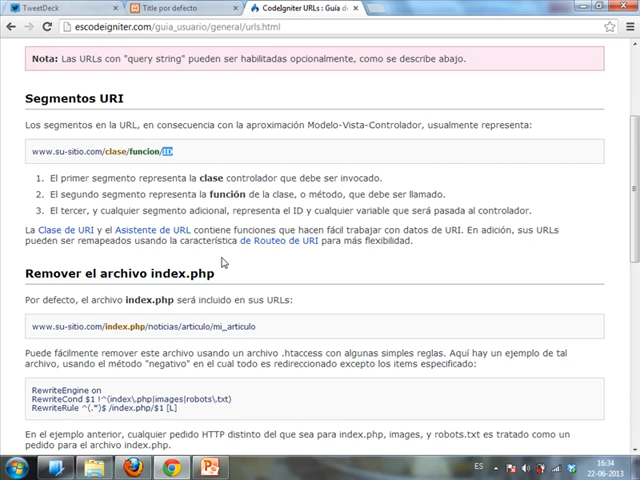 TweetDeck
Title por defecto
CodeIgniter URLs : Guía de
escodeigniter.com/guia_usuario/general/urls.html
Nota: Las URLs con "query string" pueden ser habilitadas opcionalmente, como se describe abajo.
Segmentos URI
Los segmentos en la URL, en consecuencia con la aproximación Modelo-Vista-Controlador, usualmente representa:
www.su-sitio.com/clase/funcion/ID
1. El primer segmento representa la clase controlador que debe ser invocado.
2. El segundo segmento representa la función de la clase, o método, que debe ser llamado.
3. El tercer, y cualquier segmento adicional, representa el ID y cualquier variable que será pasada al controlador.
La Clase de URI y el Asistente de URL contiene funciones que hacen fácil trabajar con datos de URI. En adición, sus URLs
pueden ser remapeados usando la característica de Routeo de URI para más flexibilidad.
Remover el archivo index.php
Por defecto, el archivo index.php será incluido en sus URLs:
www.su-sitio.com/index.php/noticias/articulo/mi_articulo
Puede fácilmente remover este archivo usando un archivo .htaccess con algunas simples reglas. Aquí hay un ejemplo de tal
archivo, usando el método "negativo" en el cual todo es redireccionado excepto los items especificado:
RewriteEngine on
RewriteCond $1 !^(index\.php|images|robots\.txt)
RewriteRule ^(.*)$ /index.php/$1 [L]
En el ejemplo anterior, cualquier pedido HTTP distinto del que sea para index.php, images, y robots.txt es tratado como un
pedido para el archivo index.php.
ES
16:34
22-06-2013